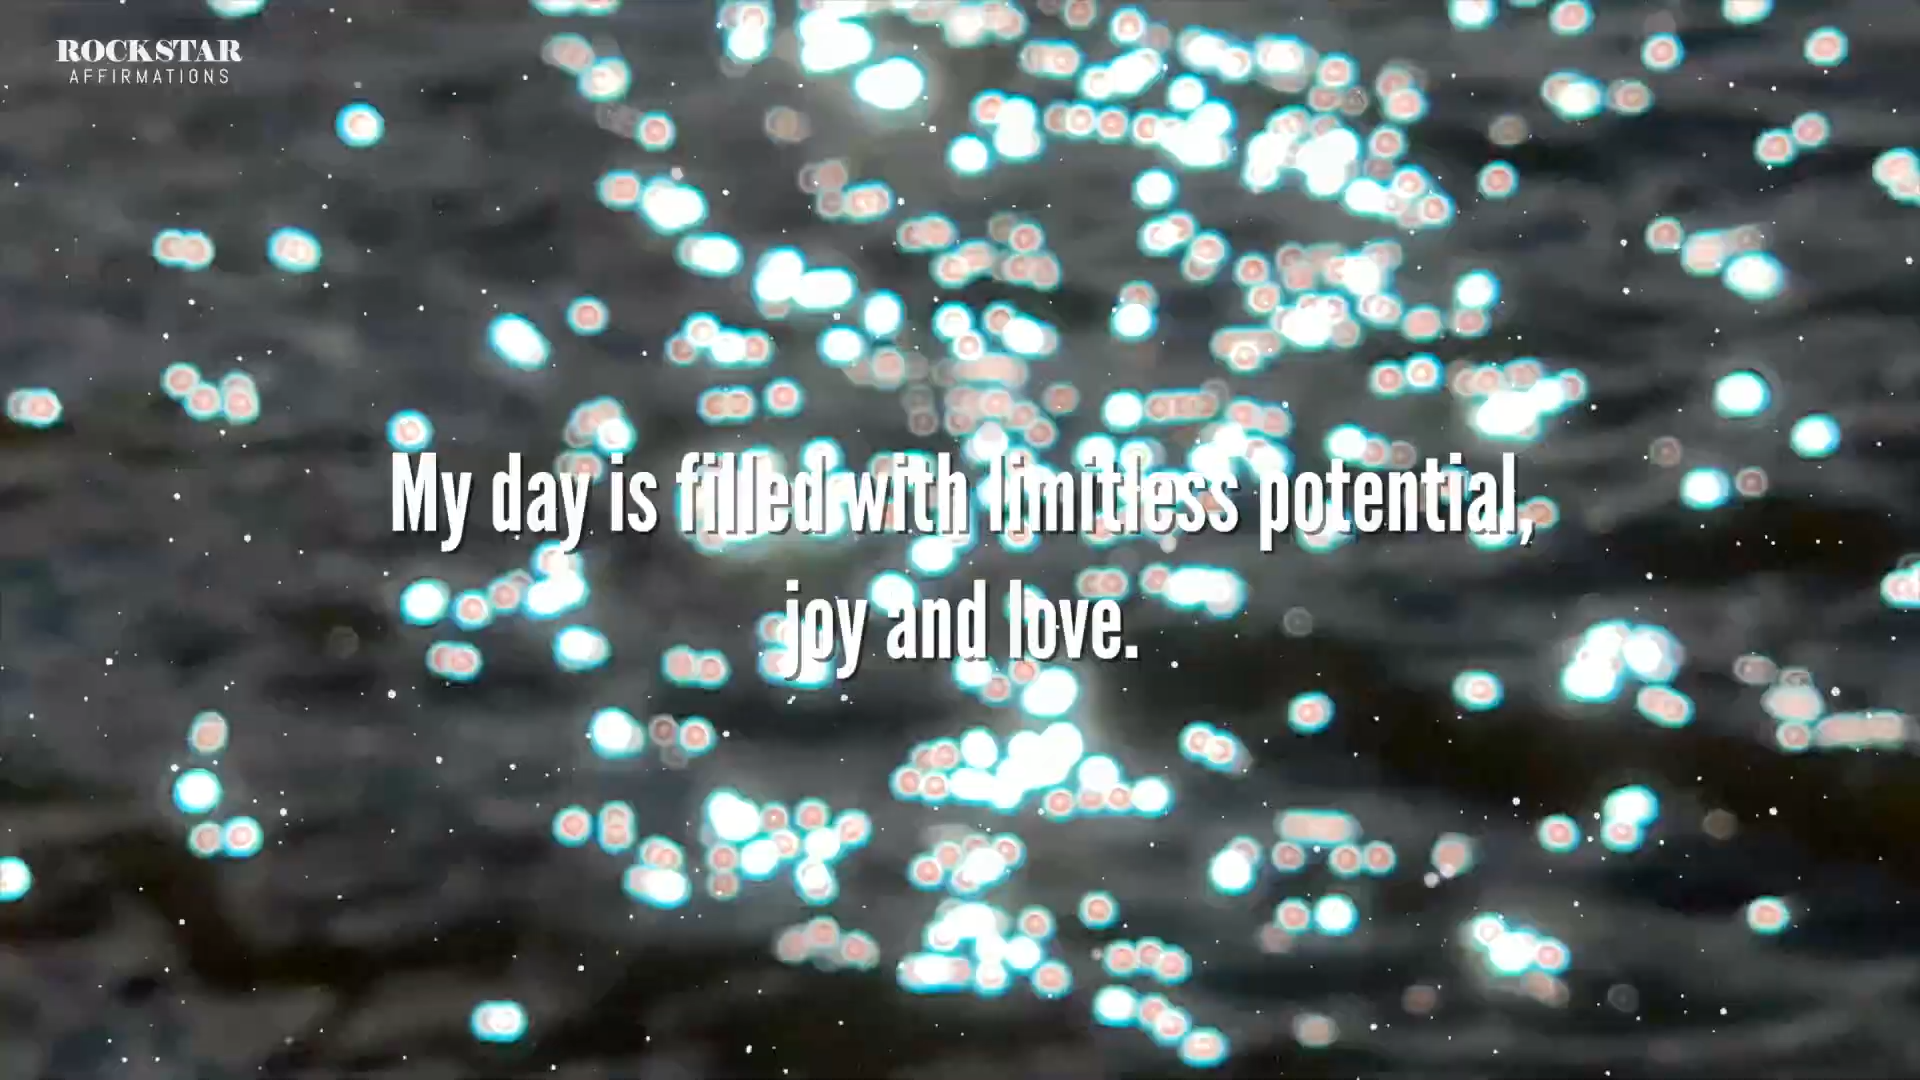 ROCKSTAR
AFFIRMATIONS
My day is filled with limitless potential,
joy and love.